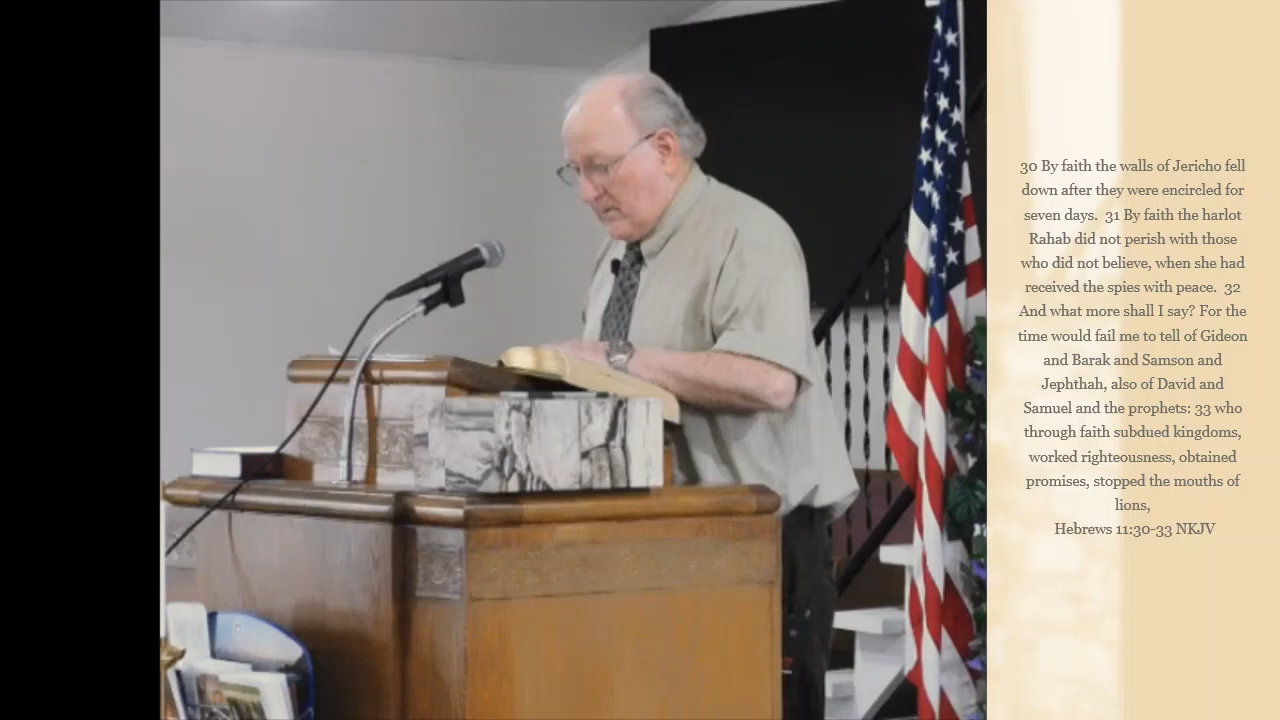 30 By faith the walls of Jericho fell
down after they were encircled for
seven days.  31 By faith the harlot
Rahab did not perish with those
who did not believe, when she had
received the spies with peace.  32
And what more shall I say? For the
time would fail me to tell of Gideon
and Barak and Samson and
Jephthah, also of David and
Samuel and the prophets: 33 who
through faith subdued kingdoms,
worked righteousness, obtained
promises, stopped the mouths of
lions,
Hebrews 11:30-33 NKJV